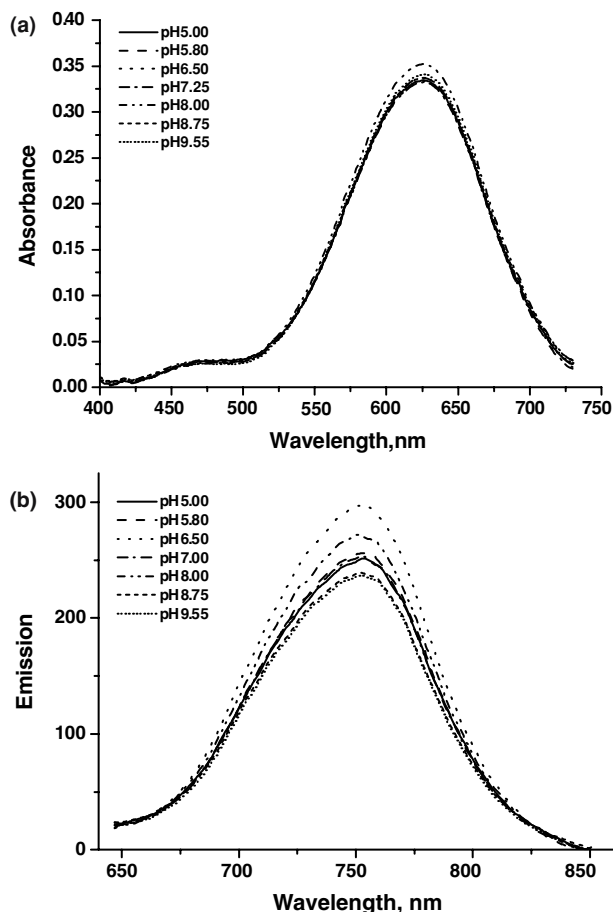 (a)
pH5.00
pH5.80
pH6.50
pH7.25
pH8.00
pH8.75
pH9.55
0.40
0.35
0.30
0.25
0.20
0.15
0.10
0.05
0.00
Absorbance
400 450 500 550 600 650 700 750
Wavelength,nm
(b)
pH5.00
pH5.80
pH6.50
pH7.00
pH8.00
pH8.75
pH9.55
300
200
100
0
Emission
650 700 750 800 850
Wavelength, nm